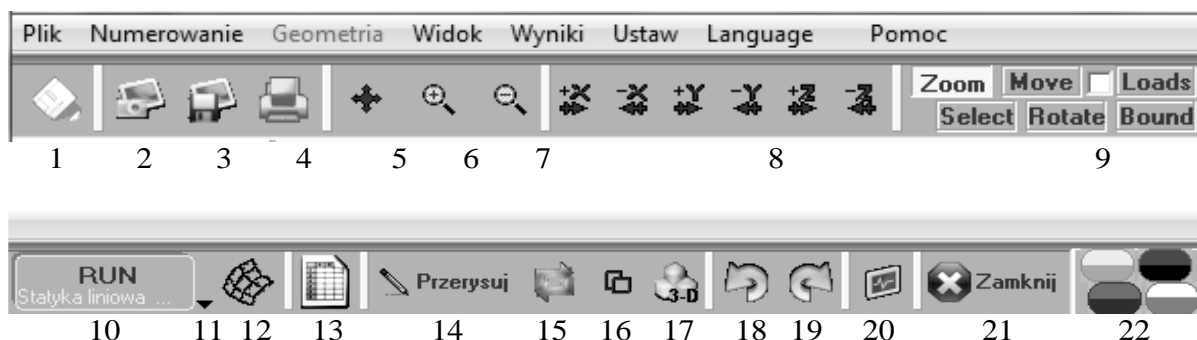 Plik Numerowanie Geometria Widok Wyniki Ustaw Language Pomoc
+X -X +Y -Y +Z -Z Zoom Move Loads
Select Rotate Bound
1 2 3 4 5 6 7 8 9
RUN Przerysuj 3-D Zamknij
Statyka liniowa ...
10 11 12 13 14 15 16 17 18 19 20 21 22